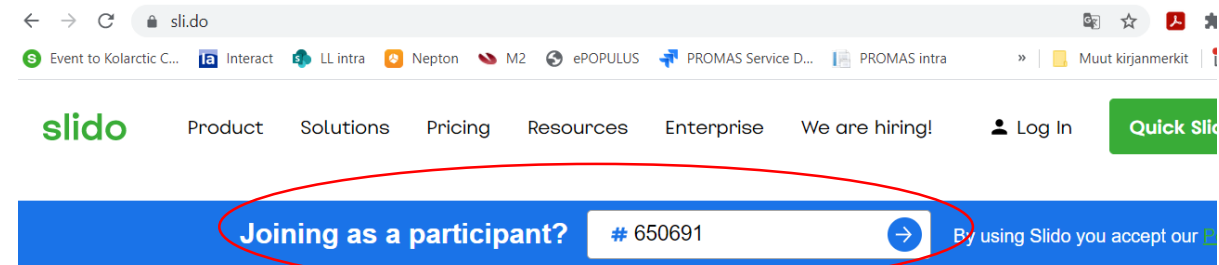 sli.do
Event to Kolarctic C... Interact LL intra Nepton M2 ePOPULUS PROMAS Service D... PROMAS intra » Muut kirjanmerkit
slido Product Solutions Pricing Resources Enterprise We are hiring! Log In Quick
Joining as a participant? # 650691 By using Slido you accept our